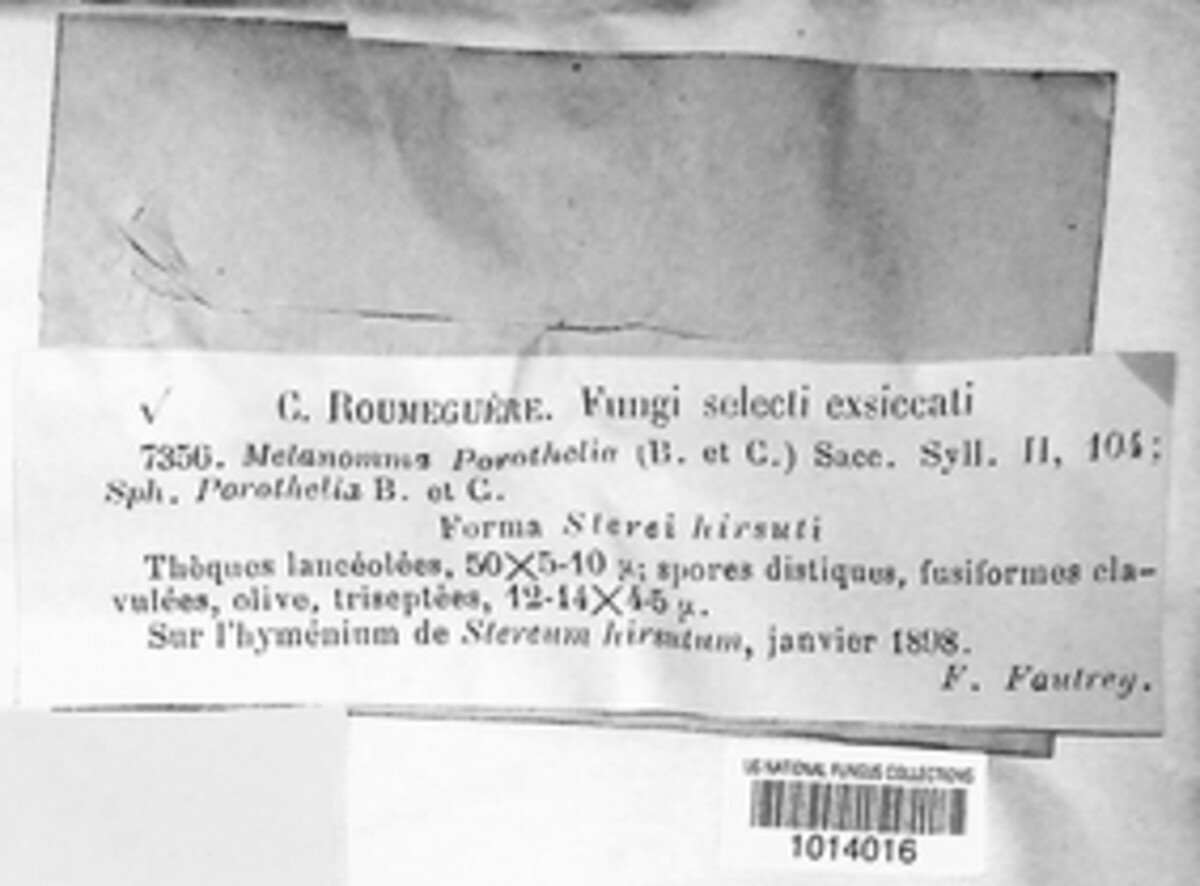 √ C. ROUMEGUÈRE. Fungi selecti exsiccati
7356. Melanomma Porothelia (B. et C.) Sacc. Syll. II, 104;
Sph. Porothelia B. et C.
Forma Sterei hirsuti
Thèques lancéolées, 50×5-10 µ; spores distiques, fusiformes cla-
vulées, olive, triseptées, 12-14×4-5 µ.
Sur l'hyménium de Stereum hirsutum, janvier 1898.
F. Fautrey.
US NATIONAL FUNGUS COLLECTIONS
1014016